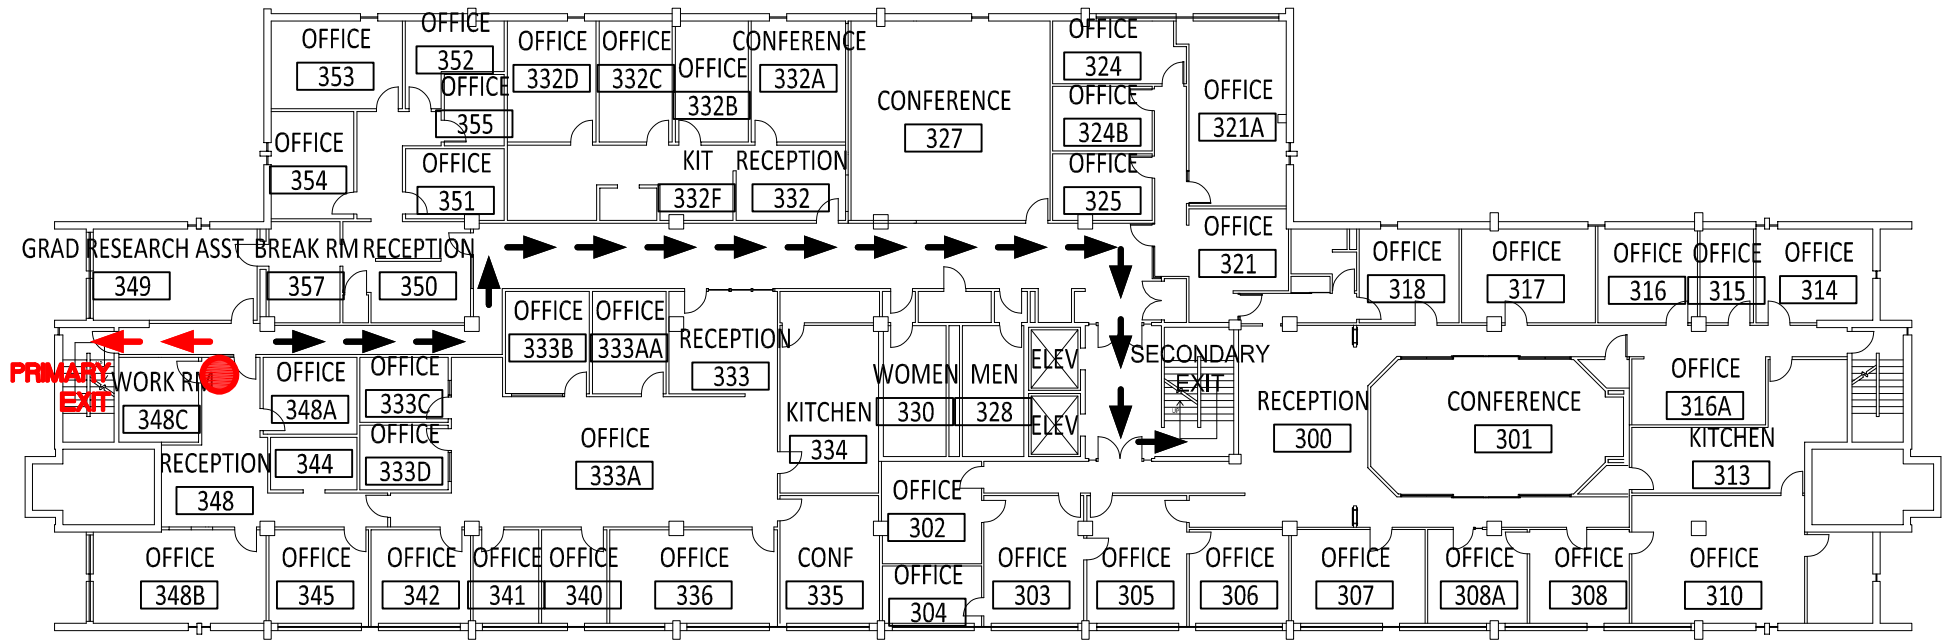 OFFICE
353
OFFICE
352
OFFICE
355
OFFICE
332D
OFFICE
332C
OFFICE
332B
CONFERENCE
332A
CONFERENCE
327
OFFICE
324
OFFICE
324B
OFFICE
325
OFFICE
321A
OFFICE
354
OFFICE
351
KIT
332F
RECEPTION
332
GRAD RESEARCH ASST
349
BREAK RM
357
RECEPTION
350
OFFICE
321
OFFICE
318
OFFICE
317
OFFICE
316
OFFICE
315
OFFICE
314
OFFICE
333B
OFFICE
333AA
RECEPTION
333
PRIMARY
EXIT
WORK RM
348C
OFFICE
348A
OFFICE
333C
WOMEN
330
MEN
328
ELEV
ELEV
SECONDARY
EXIT
UP
RECEPTION
300
CONFERENCE
301
OFFICE
316A
KITCHEN
313
KITCHEN
334
RECEPTION
348
344
OFFICE
333D
OFFICE
333A
OFFICE
302
OFFICE
348B
OFFICE
345
OFFICE
342
OFFICE
341
OFFICE
340
OFFICE
336
CONF
335
OFFICE
304
OFFICE
303
OFFICE
305
OFFICE
306
OFFICE
307
OFFICE
308A
OFFICE
308
OFFICE
310